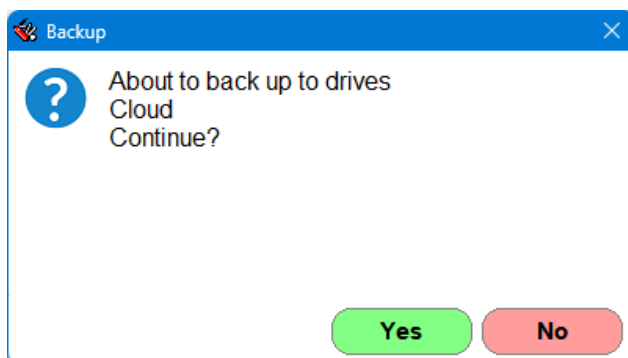 Backup
About to back up to drives
Cloud
Continue?
Yes
No